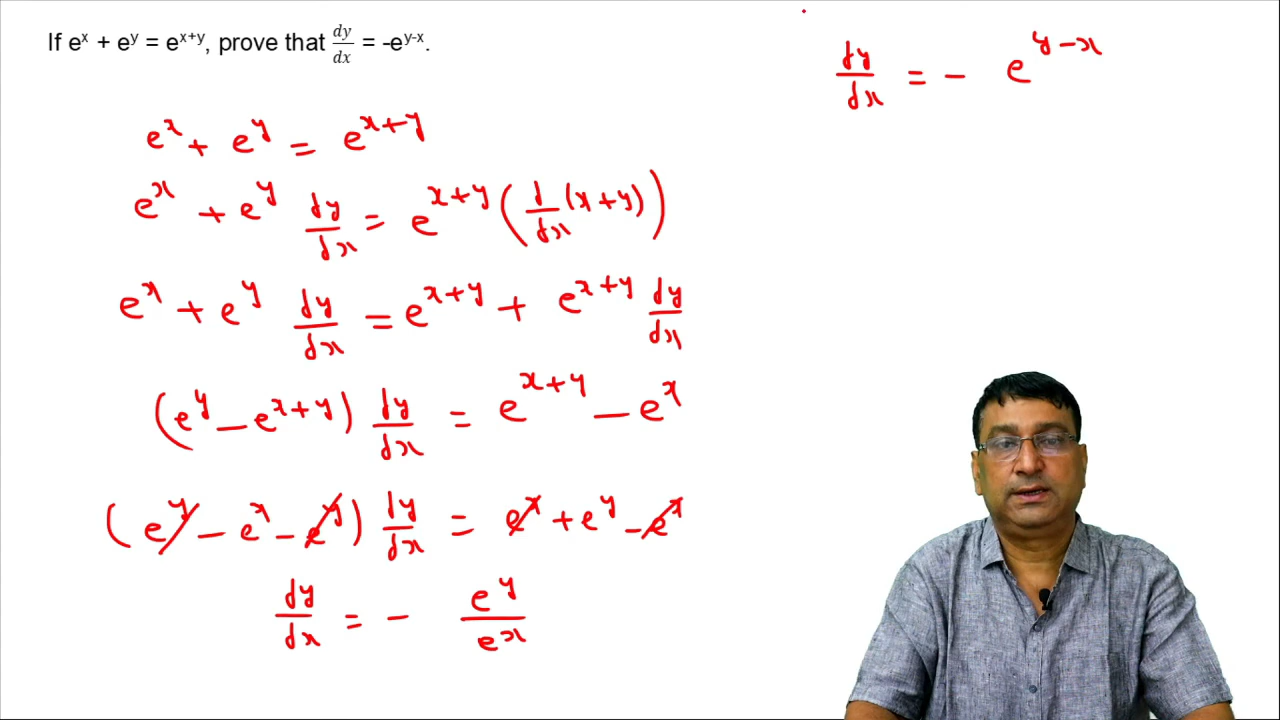 If eˣ + eʸ = eˣ⁺ʸ, prove that dy/dx = -eʸ⁻ˣ.
eˣ + eʸ = eˣ⁺ʸ
eˣ + eʸ dy/dx = eˣ⁺ʸ (d/dx (x + y))
eˣ + eʸ dy/dx = eˣ⁺ʸ + eˣ⁺ʸ dy/dx
(eʸ - eˣ⁺ʸ) dy/dx = eˣ⁺ʸ - eˣ
(eʸ - eˣ - eʸ) dy/dx = eˣ + eʸ - eˣ
dy/dx = - eʸ/eˣ
dy/dx = - eʸ⁻ˣ